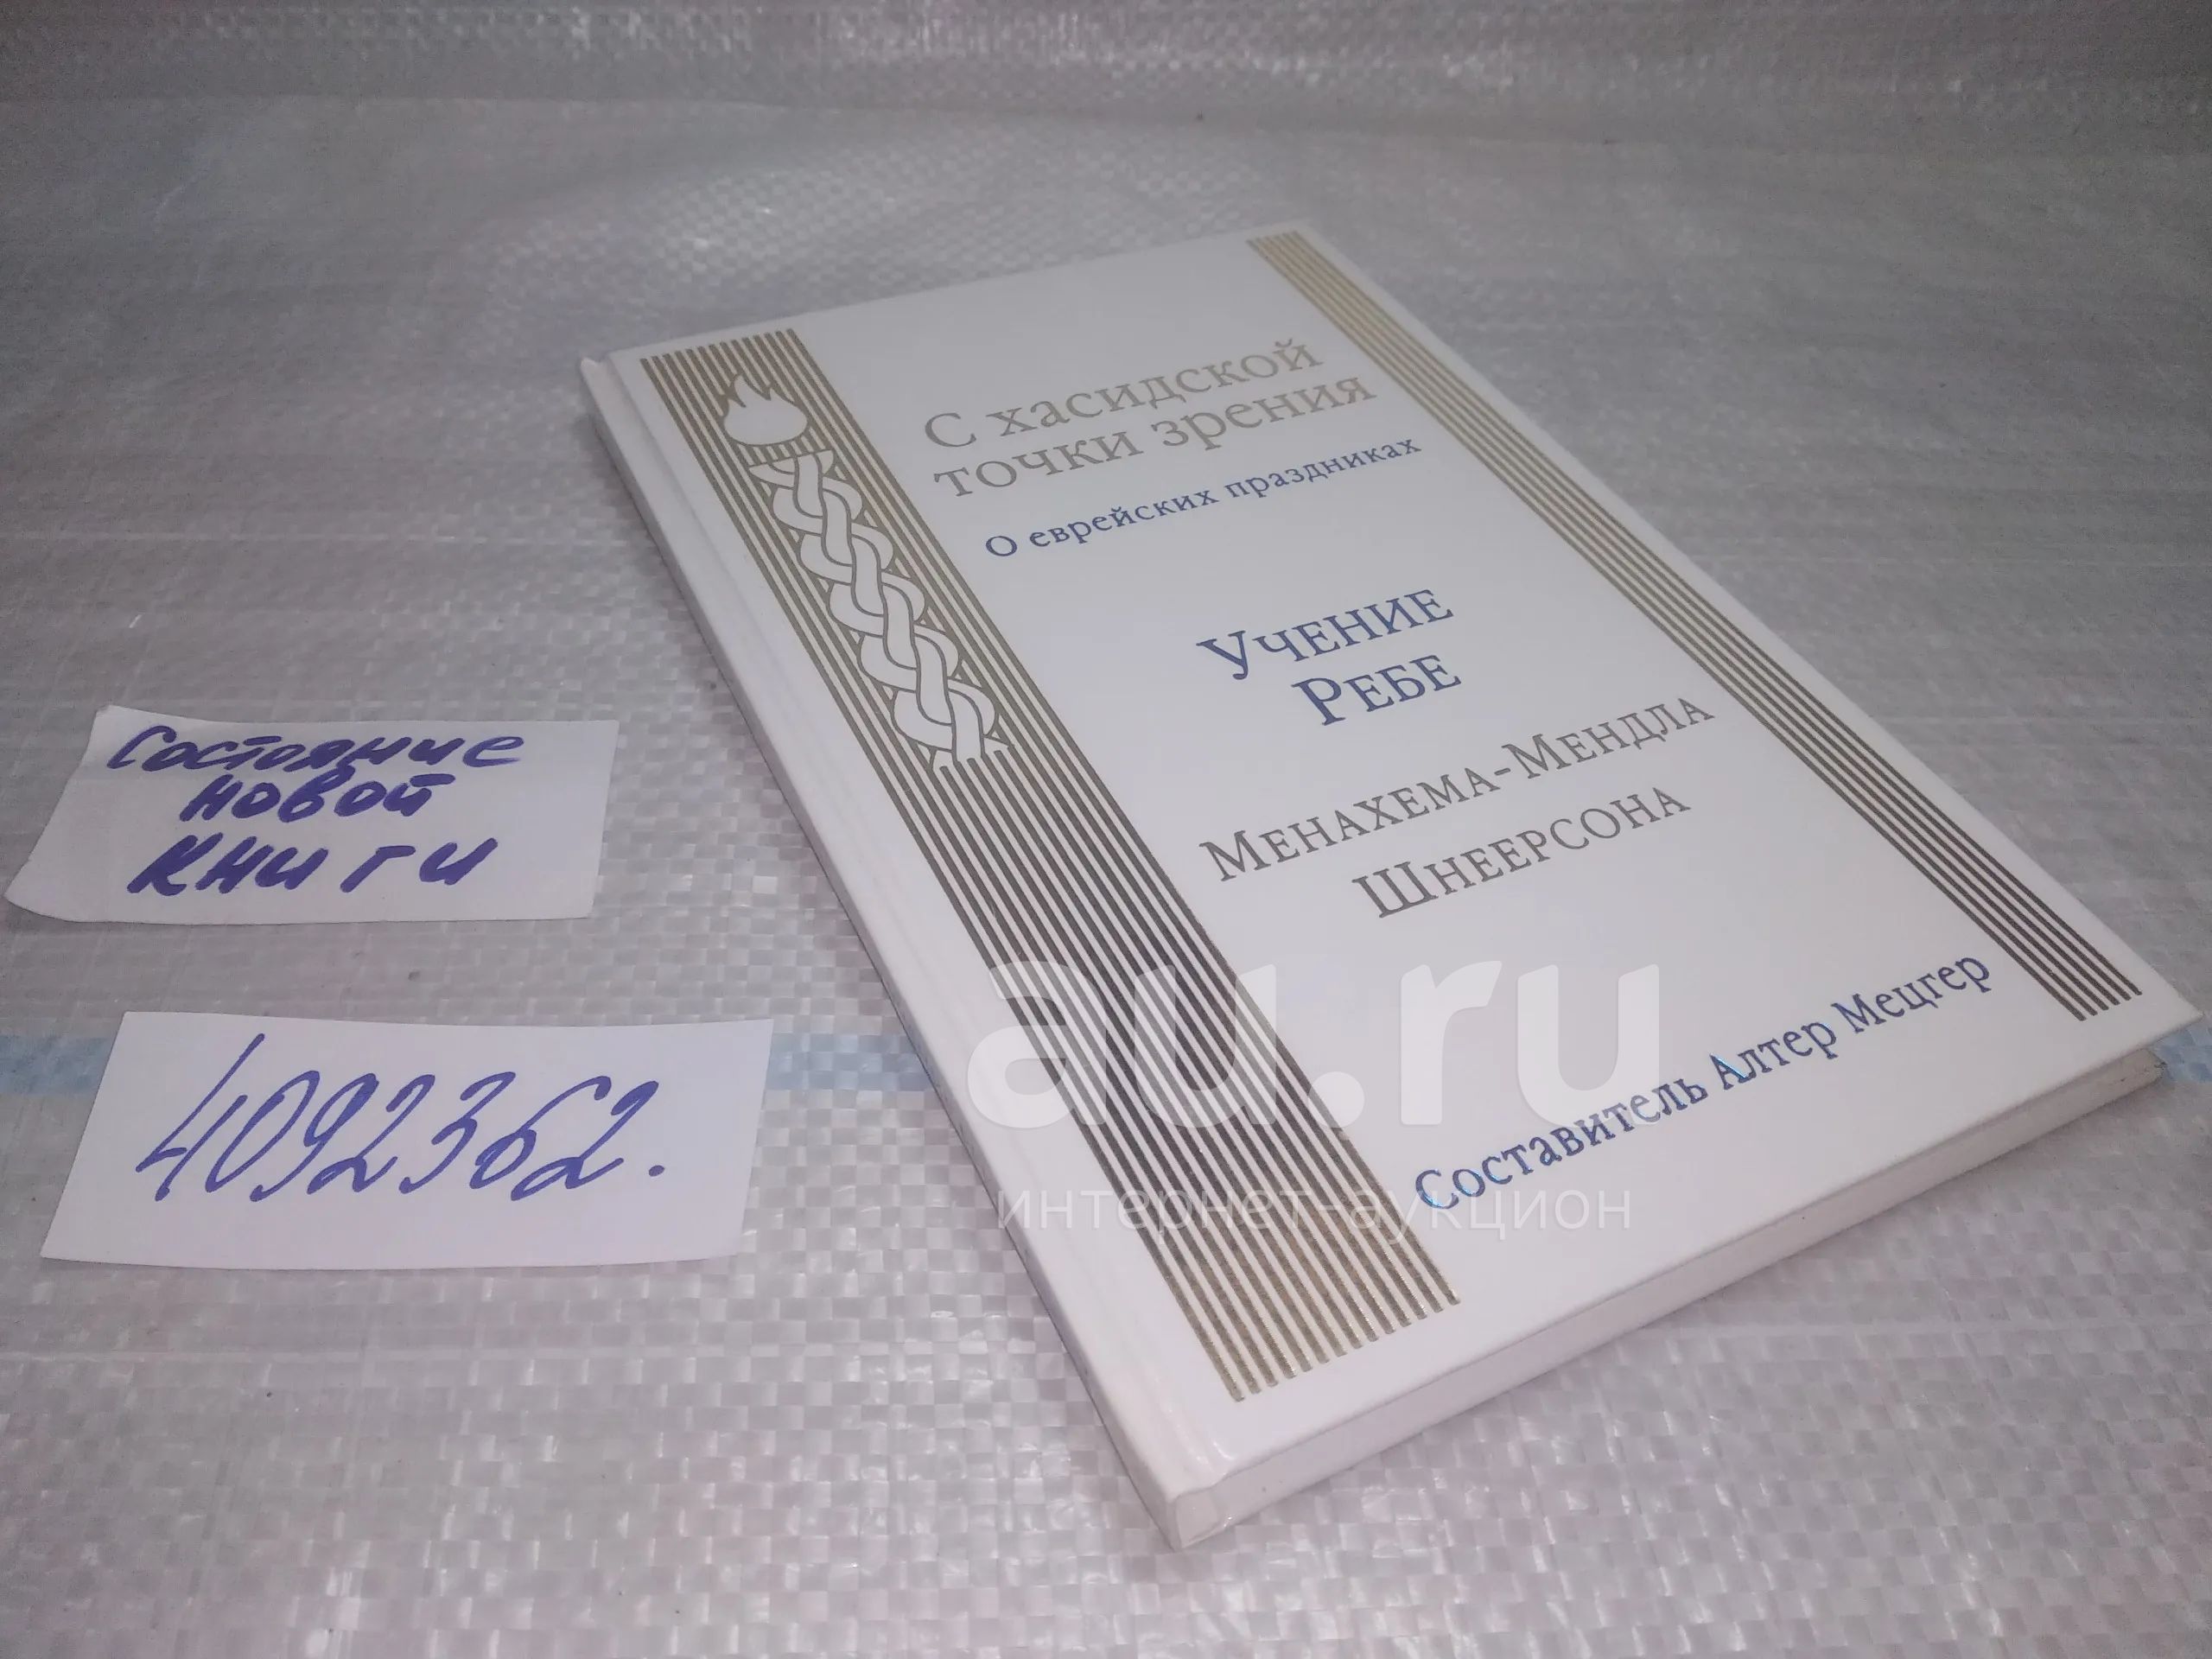 С хасидской
точки зрения
О еврейских праздниках
Учение
Ребе
Менахема-Мендла
Шнеерсона
Составитель Алтер Мецгер
Состояние
новой
книги
4092362.
au.ru
интернет-аукцион